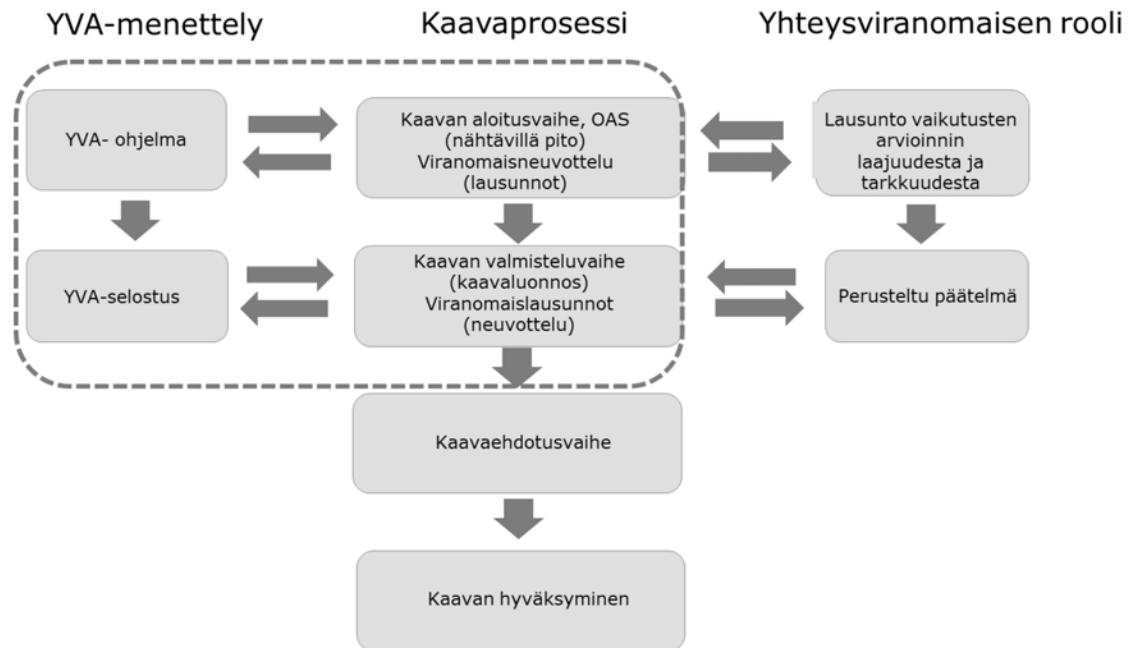 YVA-menettely
Kaavaprosessi
Yhteysviranomaisen rooli
YVA- ohjelma
Kaavan aloitusvaihe, OAS
(nähtävillä pito)
Viranomaisneuvottelu
(lausunnot)
Lausunto vaikutusten
arvioinnin
laajuudesta ja
tarkkuudesta
YVA-selostus
Kaavan valmisteluvaihe
(kaavaluonnos)
Viranomaislausunnot
(neuvottelu)
Perusteltu päätelmä
Kaavaehdotusvaihe
Kaavan hyväksyminen